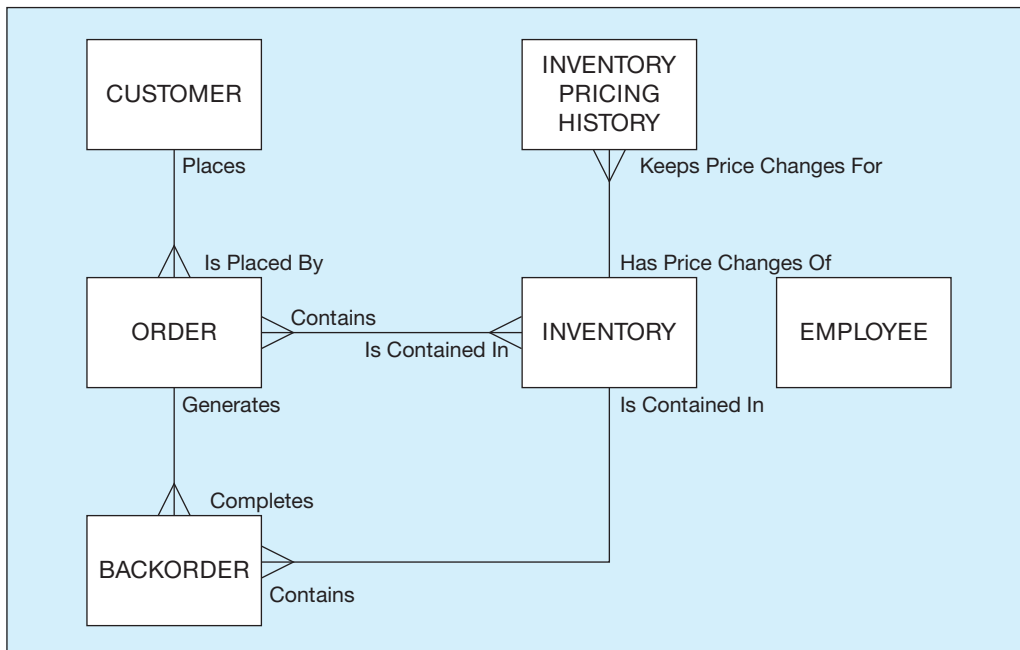 CUSTOMER
INVENTORY
PRICING
HISTORY
Places
Keeps Price Changes For
Is Placed By
Has Price Changes Of
ORDER
Contains
Is Contained In
INVENTORY
EMPLOYEE
Generates
Is Contained In
Completes
BACKORDER
Contains